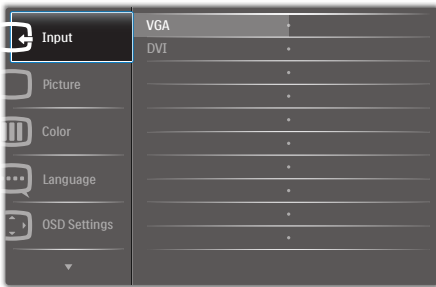 Input
Picture
Color
Language
OSD Settings
VGA
DVI